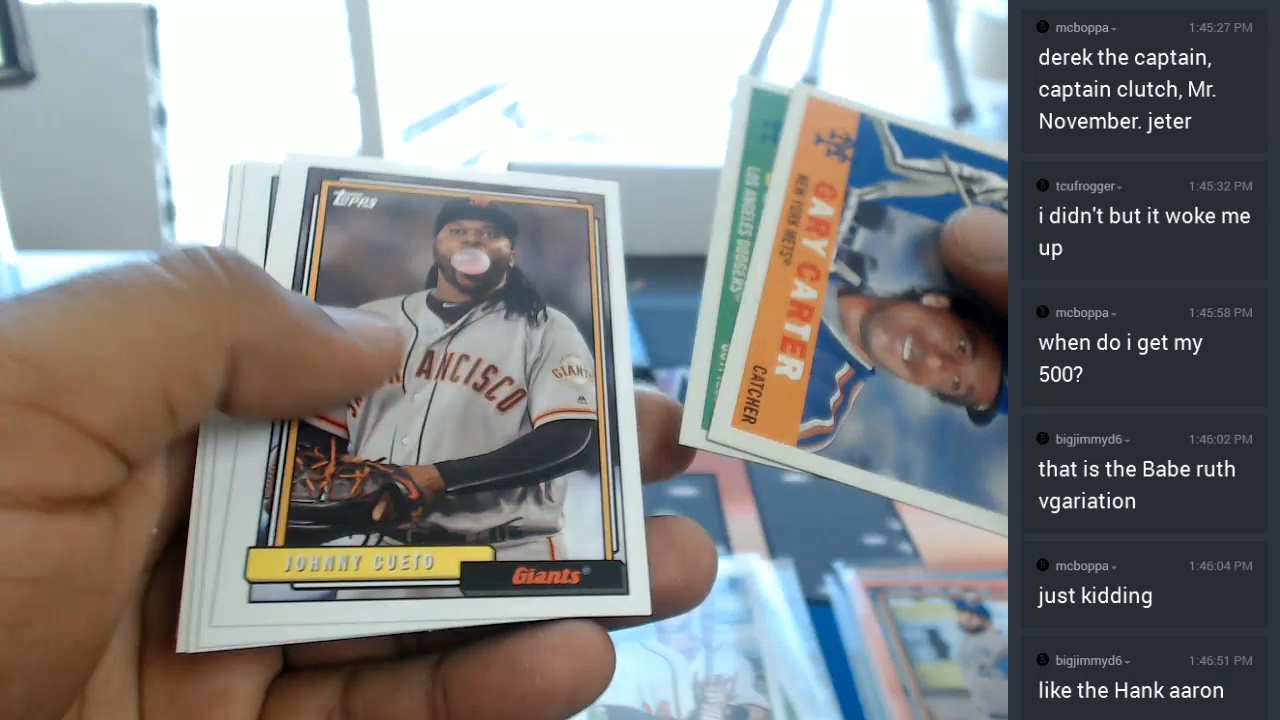 Topps
GIANTS
JOHNNY CUETO
Giants
LOS ANGELES DODGERS
GARY CARTER
NEW YORK METS
CATCHER
mcboppa
1:45:27 PM
derek the captain,
captain clutch, Mr.
November. jeter
tcufrogger
1:45:32 PM
i didn't but it woke me
up
mcboppa
1:45:58 PM
when do i get my
500?
bigjimmyd6
1:46:02 PM
that is the Babe ruth
vgariation
mcboppa
1:46:04 PM
just kidding
bigjimmyd6
1:46:51 PM
like the Hank aaron